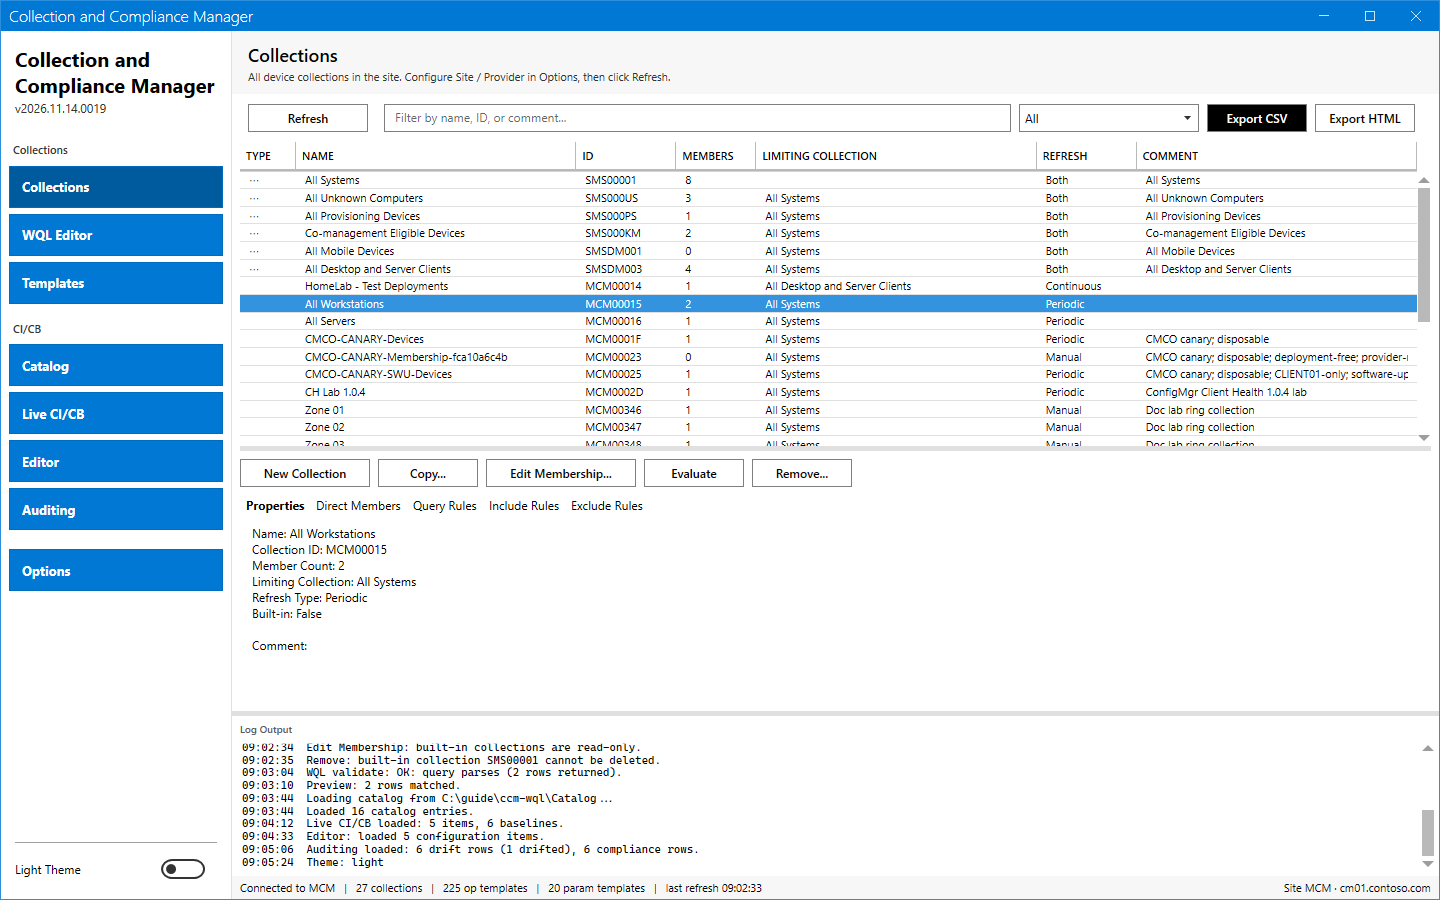 Collection and Compliance Manager
Collection and
Compliance Manager
v2026.11.14.0019
Collections
Collections
WQL Editor
Templates
CI/CB
Catalog
Live CI/CB
Editor
Auditing
Options
Light Theme
Collections
All device collections in the site. Configure Site / Provider in Options, then click Refresh.
Refresh Filter by name, ID, or comment... All Export CSV Export HTML
TYPE NAME ID MEMBERS LIMITING COLLECTION REFRESH COMMENT
... All Systems SMS00001 8 Both All Systems
... All Unknown Computers SMS000US 3 All Systems Both All Unknown Computers
... All Provisioning Devices SMS000PS 1 All Systems Both All Provisioning Devices
... Co-management Eligible Devices SMS000KM 2 All Systems Both Co-management Eligible Devices
... All Mobile Devices SMSDM001 0 All Systems Both All Mobile Devices
... All Desktop and Server Clients SMSDM003 4 All Systems Both All Desktop and Server Clients
HomeLab - Test Deployments MCM00014 1 All Desktop and Server Clients Continuous
All Workstations MCM00015 2 All Systems Periodic
All Servers MCM00016 1 All Systems Periodic
CMCO-CANARY-Devices MCM0001F 1 All Systems Periodic CMCO canary; disposable
CMCO-CANARY-Membership-fca10a6c4b MCM00023 0 All Systems Manual CMCO canary; disposable; deployment-free; provider-
CMCO-CANARY-SWU-Devices MCM00025 1 All Systems Periodic CMCO canary; disposable; CLIENT01-only; software-up
CH Lab 1.0.4 MCM0002D 1 All Systems Periodic ConfigMgr Client Health 1.0.4 lab
Zone 01 MCM00346 1 All Systems Manual Doc lab ring collection
Zone 02 MCM00347 1 All Systems Manual Doc lab ring collection
Zone 03 MCM00348 1 All Systems Manual Doc lab ring collection
New Collection Copy... Edit Membership... Evaluate Remove...
Properties Direct Members Query Rules Include Rules Exclude Rules
Name: All Workstations
Collection ID: MCM00015
Member Count: 2
Limiting Collection: All Systems
Refresh Type: Periodic
Built-in: False
Comment:
Log Output
09:02:34 Edit Membership: built-in collections are read-only.
09:02:35 Remove: built-in collection SMS00001 cannot be deleted.
09:03:04 WQL validate: OK: query parses (2 rows returned).
09:03:10 Preview: 2 rows matched.
09:03:44 Loading catalog from C:\guide\ccm-wql\Catalog...
09:03:44 Loaded 16 catalog entries.
09:04:12 Live CI/CB loaded: 5 items, 6 baselines.
09:04:33 Editor: loaded 5 configuration items.
09:05:06 Auditing loaded: 6 drift rows (1 drifted), 6 compliance rows.
09:05:24 Theme: light
Connected to MCM | 27 collections | 225 op templates | 20 param templates | last refresh 09:02:33 Site MCM · cm01.contoso.com